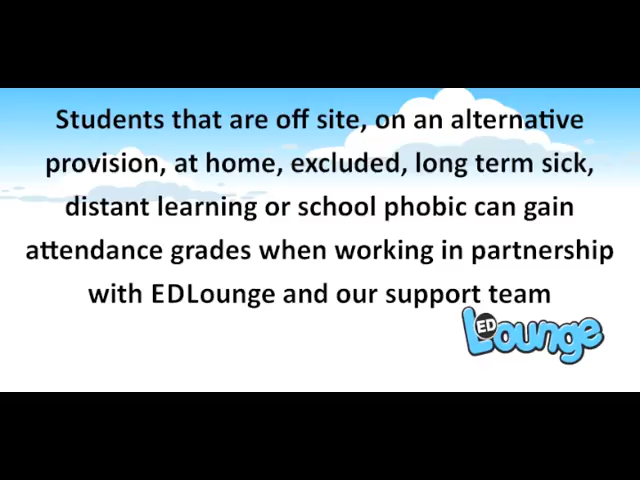 Students that are off site, on an alternative
provision, at home, excluded, long term sick,
distant learning or school phobic can gain
attendance grades when working in partnership
with EDLounge and our support team
ED
Lounge